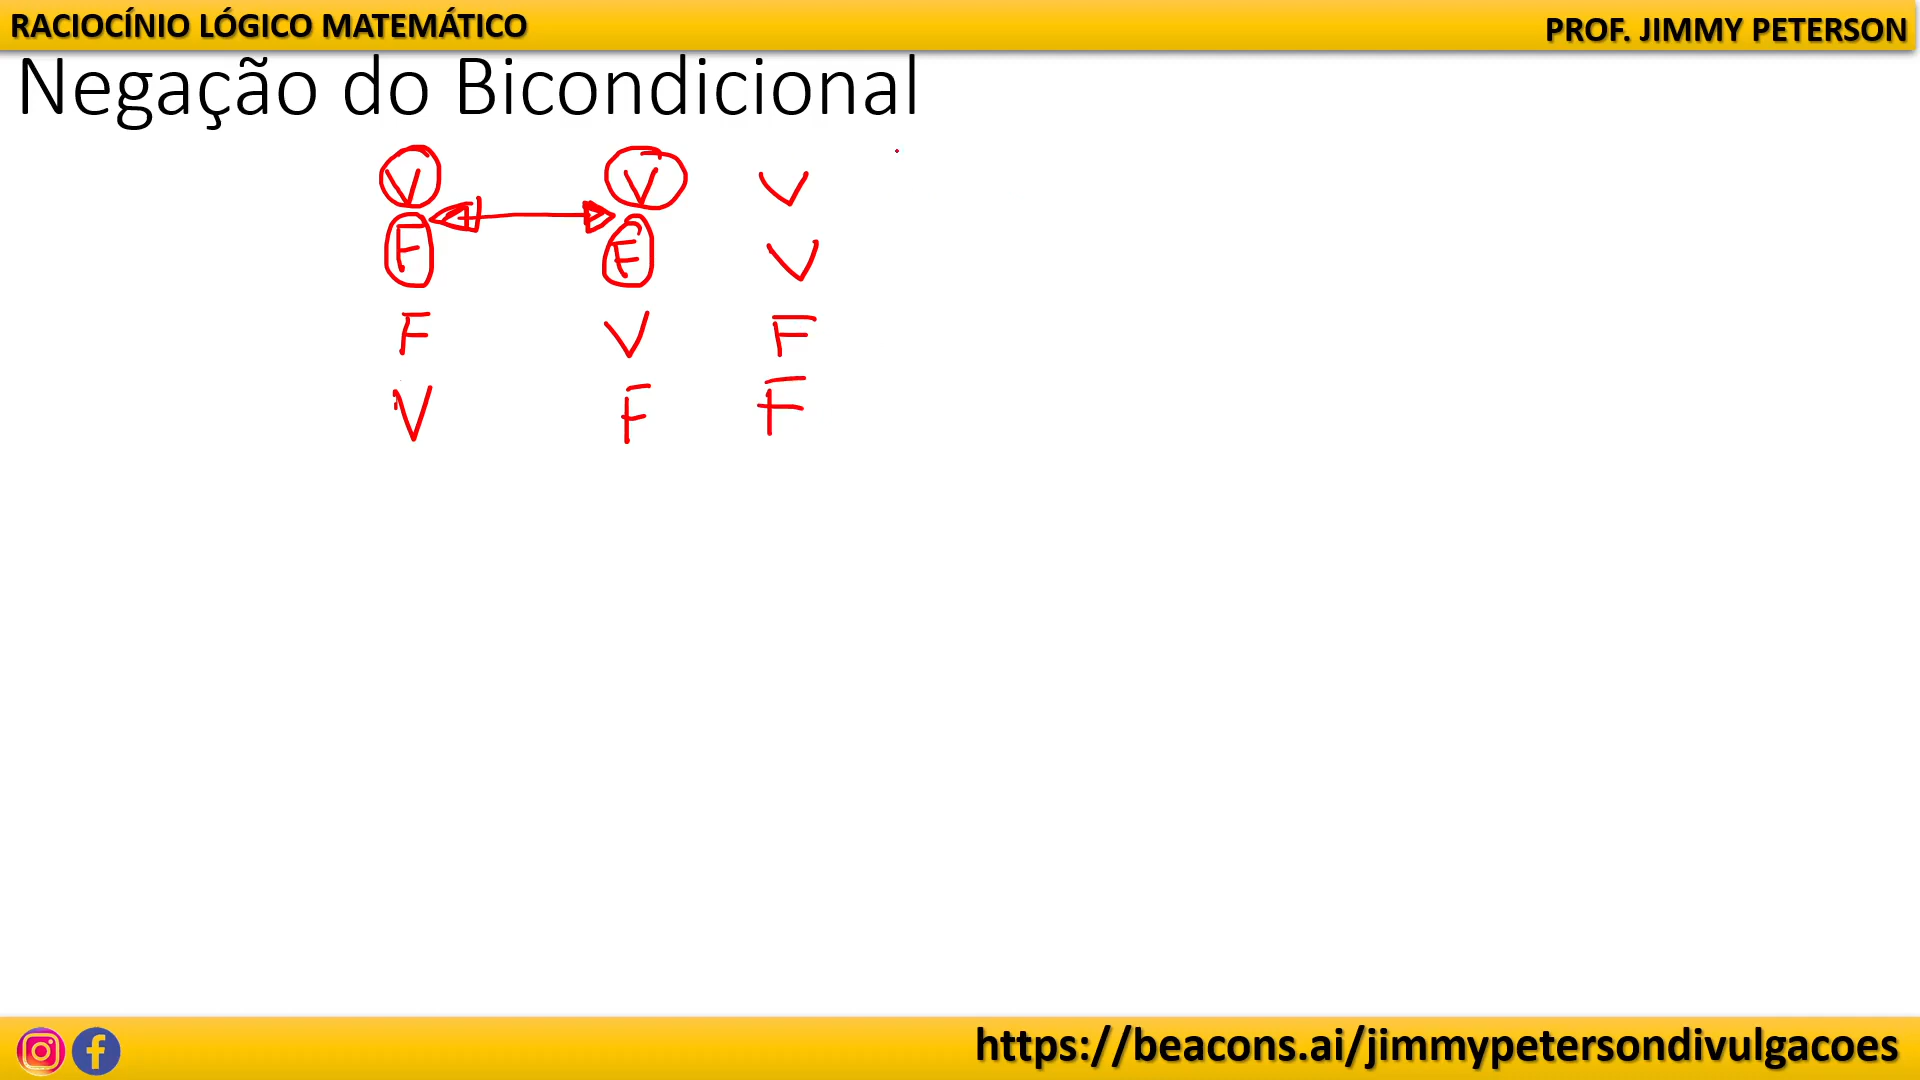 RACIOCÍNIO LÓGICO MATEMÁTICO
PROF. JIMMY PETERSON
Negação do Bicondicional
V V V
F F V
F V F
V F F
https://beacons.ai/jimmypetersondivulgacoes